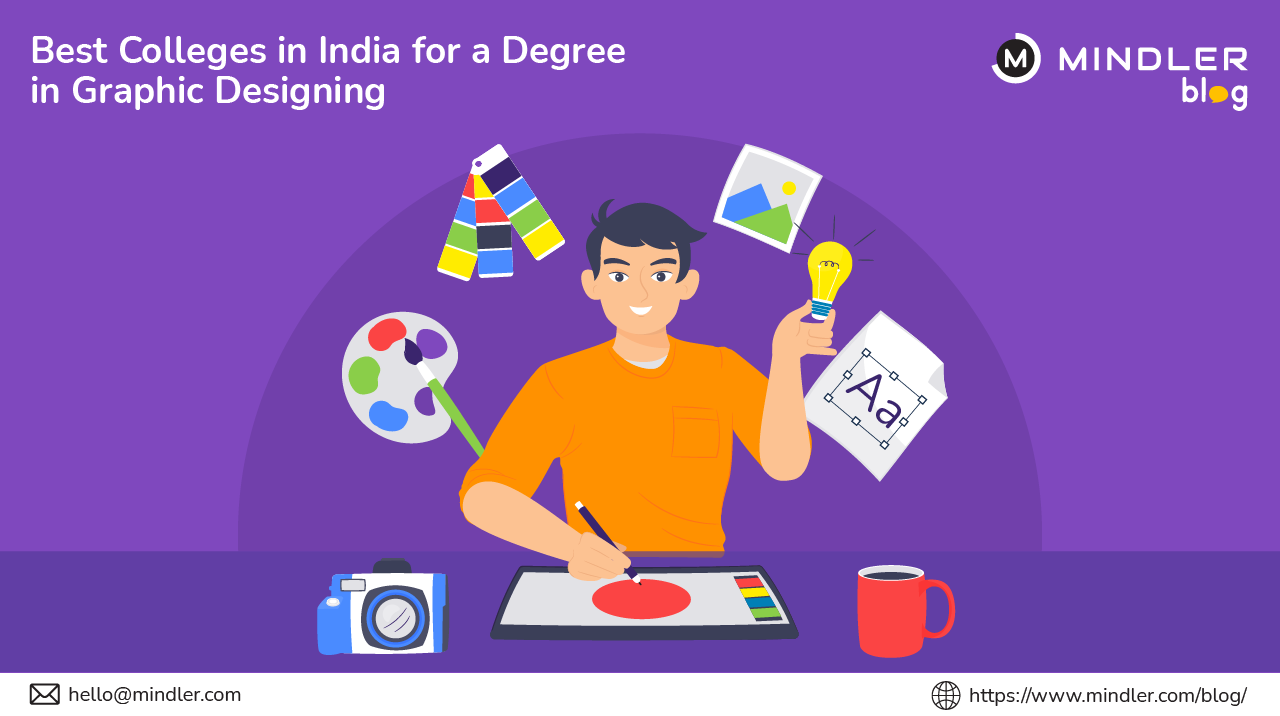 Best Colleges in India for a Degree
in Graphic Designing
M MINDLER
blog
Aa
hello@mindler.com
https://www.mindler.com/blog/